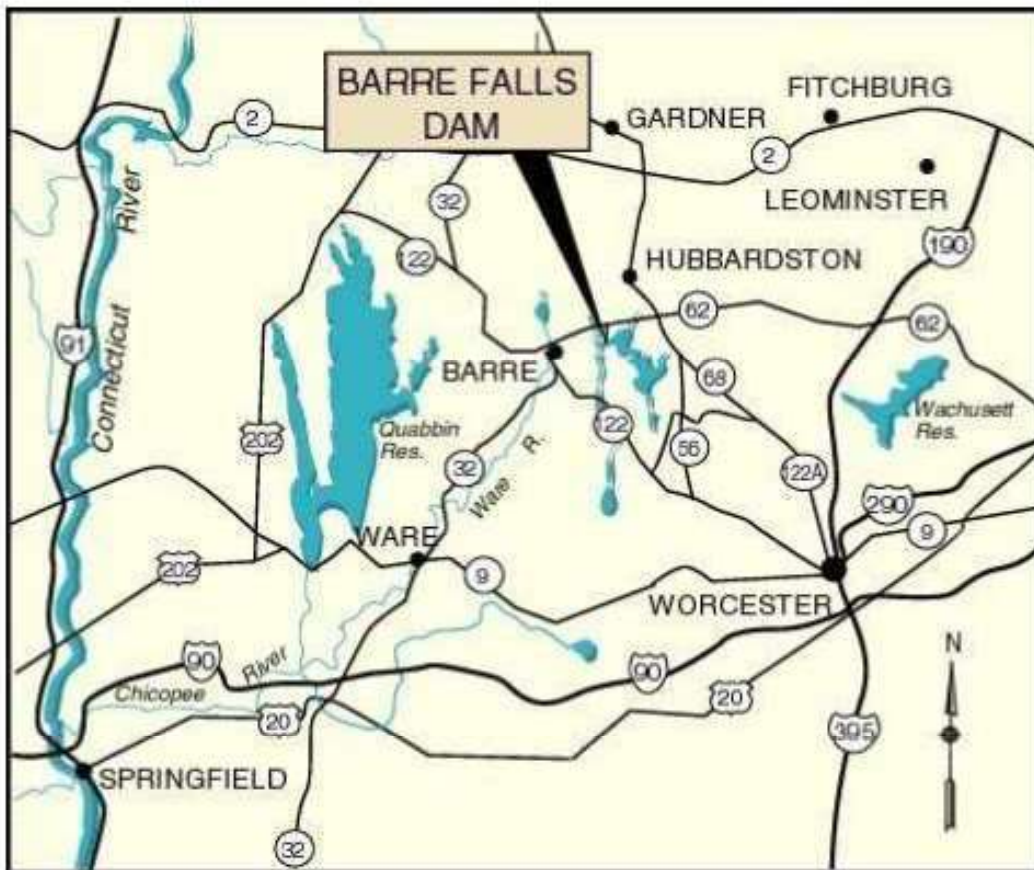 BARRE FALLS
DAM
GARDNER
FITCHBURG
2
2
LEOMINSTER
32
River
122
HUBBARDSTON
190
62
62
91
Connecticut
BARRE
68
Wachusett
Res.
202
Quabbin
Res.
122
56
32
Ware R.
122A
290
9
WARE
202
9
WORCESTER
90
River
90
N
Chicopee
20
20
395
SPRINGFIELD
32